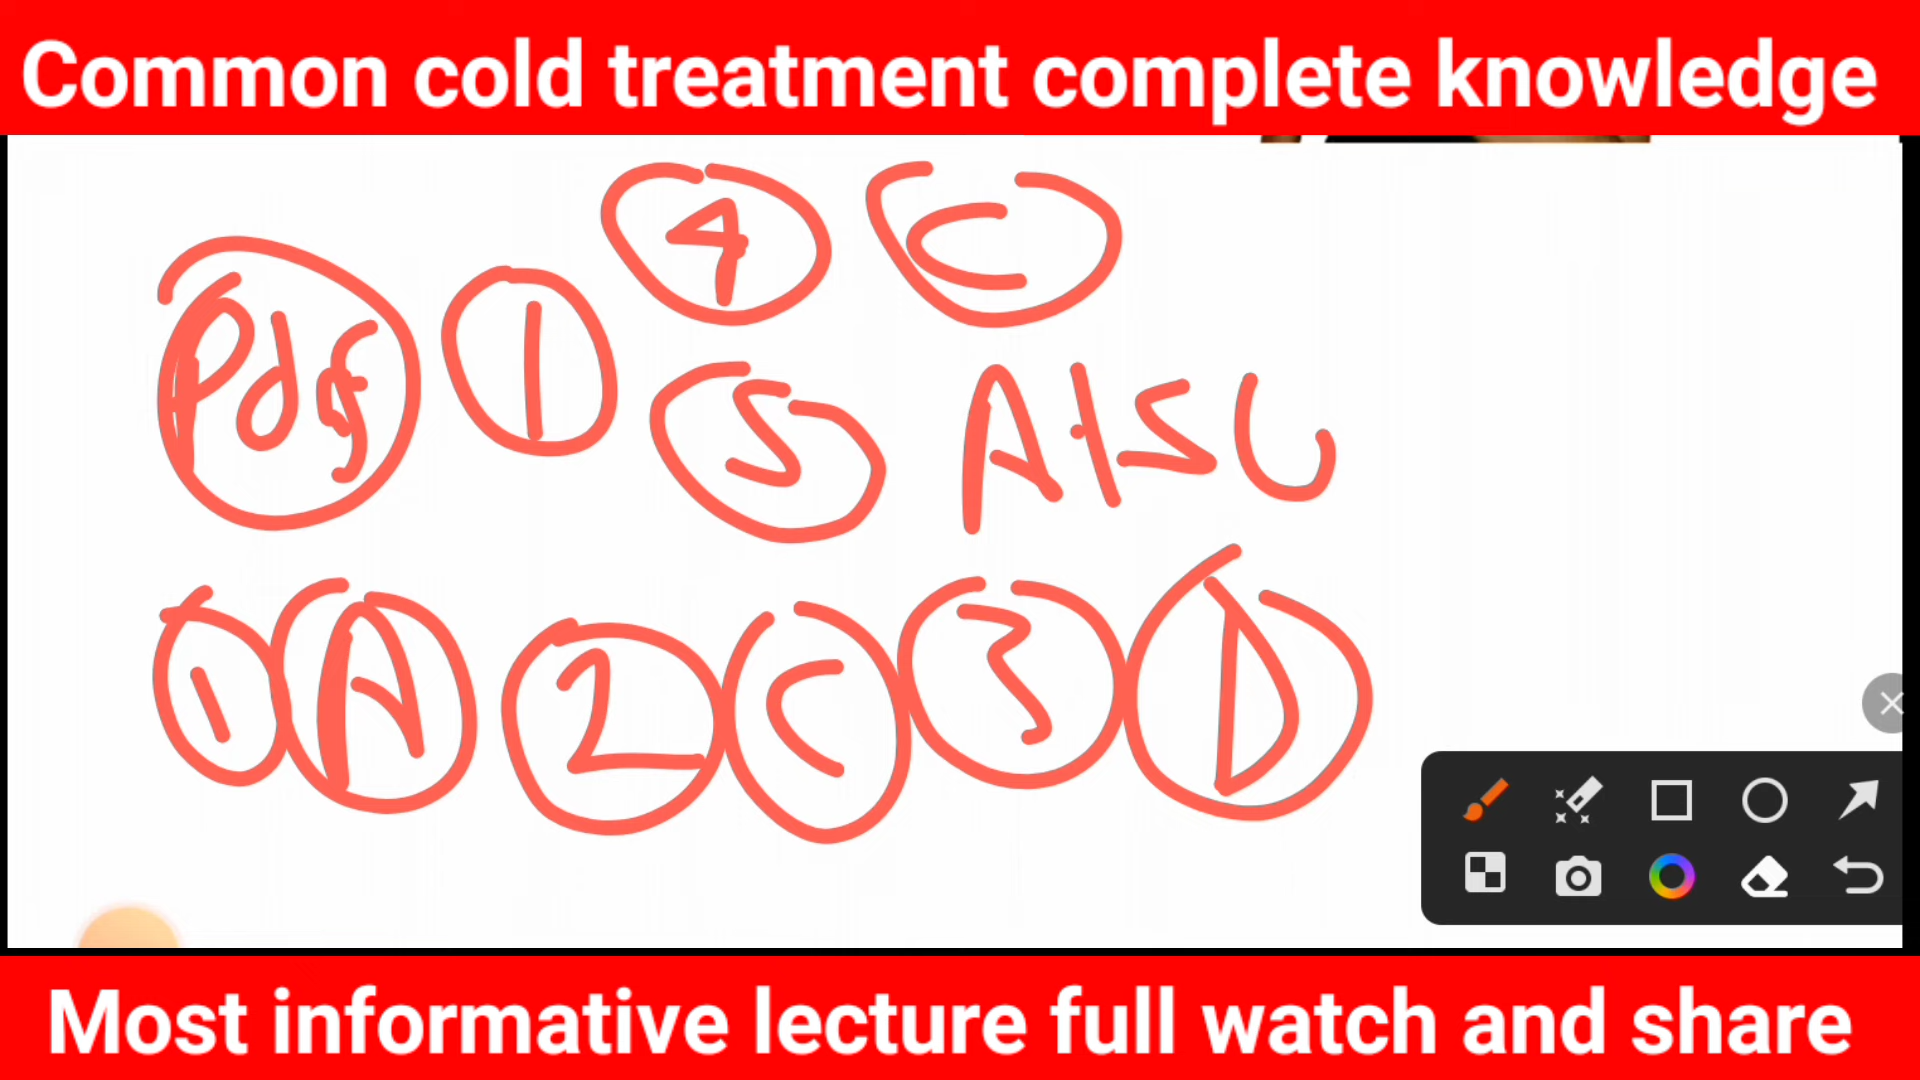 Common cold treatment complete knowledge
4 C
Pdf 1
5
1 A 2 C 3 D
Most informative lecture full watch and share